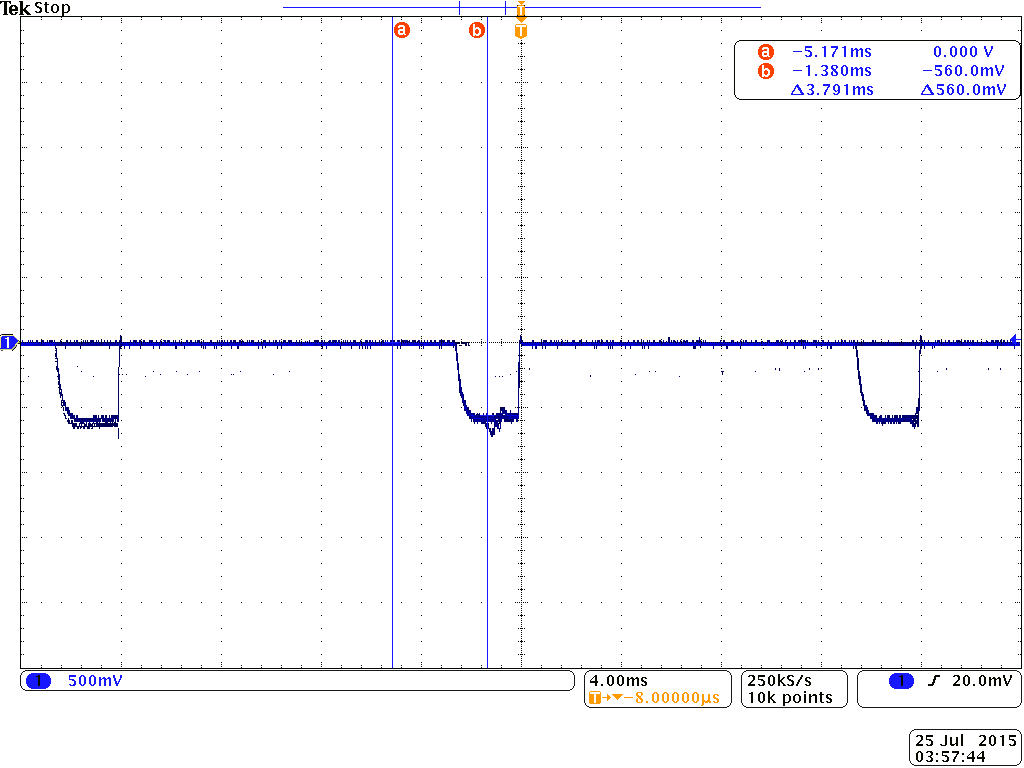 Tek Stop
T
a b T
a −5.171ms 0.000 V
b −1.380ms −560.0mV
Δ3.791ms Δ560.0mV
1
1 500mV
4.00ms
T→▼−8.00000µs
250kS/s
10k points
1 ʃ 20.0mV
25 Jul 2015
03:57:44